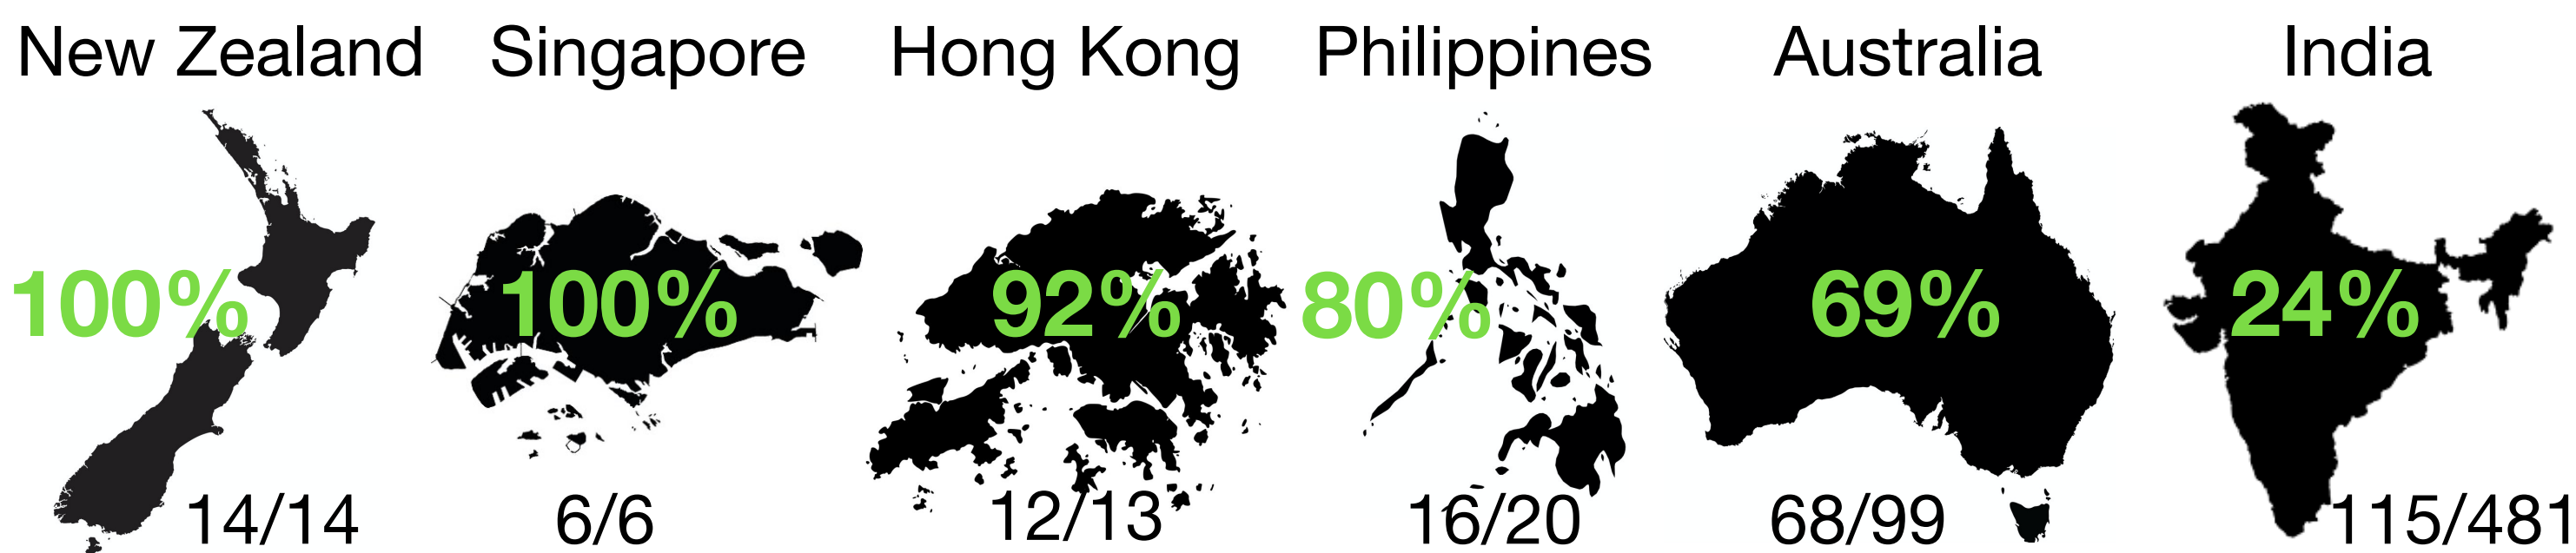 New Zealand Singapore Hong Kong Philippines Australia India
100% 100% 92% 80% 69% 24%
14/14 6/6 12/13 16/20 68/99 115/481